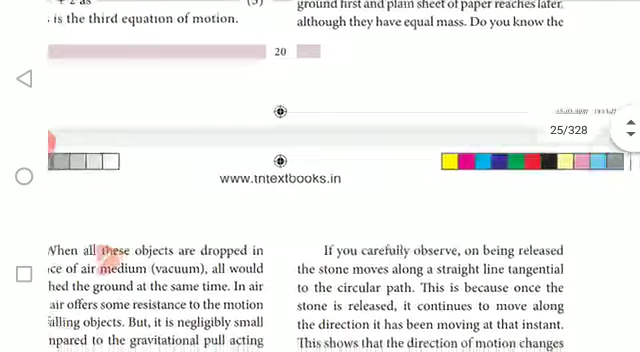 (3)
is the third equation of motion.
ground first and plain sheet of paper reaches later,
although they have equal mass. Do you know the
20
25/328
www.tntextbooks.in
When all these objects are dropped in
of air medium (vacuum), all would
the ground at the same time. In air
air offers some resistance to the motion
falling objects. But, it is negligibly small
to the gravitational pull acting
If you carefully observe, on being released
the stone moves along a straight line tangential
to the circular path. This is because once the
stone is released, it continues to move along
the direction it has been moving at that instant.
This shows that the direction of motion changes